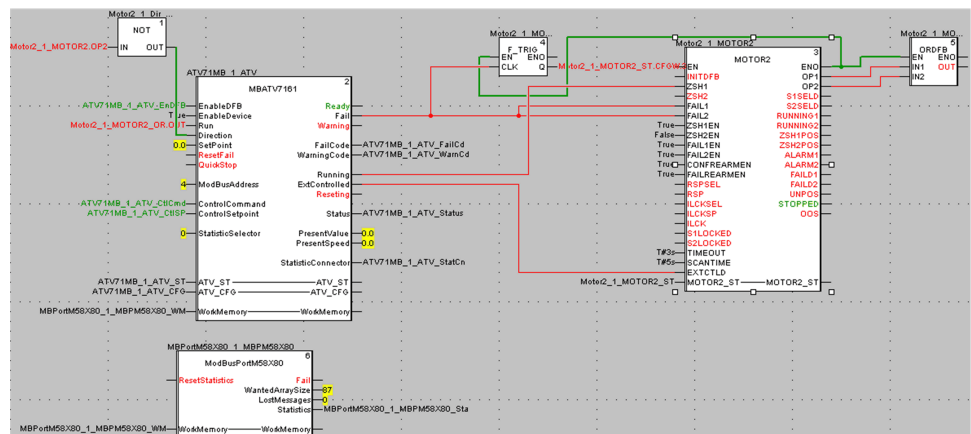 Motor2_1_Dir ...
1
NOT
IN OUT
Motor2_1_MOTOR2.OP2
Motor2_1_MO...
4
F_TRIG
EN ENO
CLK Q
Motor2_1_MOTOR2
3
MOTOR2
Motor2_1_MO...
5
ORDFB
EN ENO
IN1 OUT
IN2
ATV71MB_1_ATV
2
MBATV7161
ATV71MB_1_ATV_EnDFB
EnableDFB
True
EnableDevice
Motor2_1_MOTOR2_OR.OUT
Run
Direction
0.0
SetPoint
ResetFail
QuickStop
4
ModBusAddress
ATV71MB_1_ATV_CtlCmd
ControlCommand
ATV71MB_1_ATV_CtlSP
ControlSetpoint
0
StatisticSelector
ATV71MB_1_ATV_ST
ATV_ST
ATV71MB_1_ATV_CFG
ATV_CFG
MBPortM58X80_1_MBPM58X80_WM
WorkMemory
Ready
Fail
Warning
FailCode
ATV71MB_1_ATV_FailCd
WarningCode
ATV71MB_1_ATV_WarnCd
Running
ExtControlled
Reseting
Status
ATV71MB_1_ATV_Status
PresentValue
0.0
PresentSpeed
0.0
StatisticConnector
ATV71MB_1_ATV_StatCn
ATV_ST
ATV_CFG
WorkMemory
EN
INITDFB
ZSH1
ZSH2
FAIL1
FAIL2
True
ZSH1EN
False
ZSH2EN
True
FAIL1EN
True
FAIL2EN
True
CONFREARMEN
True
FAILREARMEN
RSPSEL
RSP
ILCKSEL
ILCKSP
ILCK
S1LOCKED
S2LOCKED
T#3s
TIMEOUT
T#5s
SCANTIME
EXTCTLD
Motor2_1_MOTOR2_ST
MOTOR2_ST
ENO
OP1
OP2
S1SELD
S2SELD
RUNNING1
RUNNING2
ZSH1POS
ZSH2POS
ALARM1
ALARM2
FAILD1
FAILD2
UNPOS
STOPPED
OOS
MOTOR2_ST
MBPortM58X80_1_MBPM58X80
6
ModBusPortM58X80
ResetStatistics
Fail
WantedArraySize
87
LostMessages
0
Statistics
MBPortM58X80_1_MBPM58X80_Sta
MBPortM58X80_1_MBPM58X80_WM
WorkMemory
WorkMemory